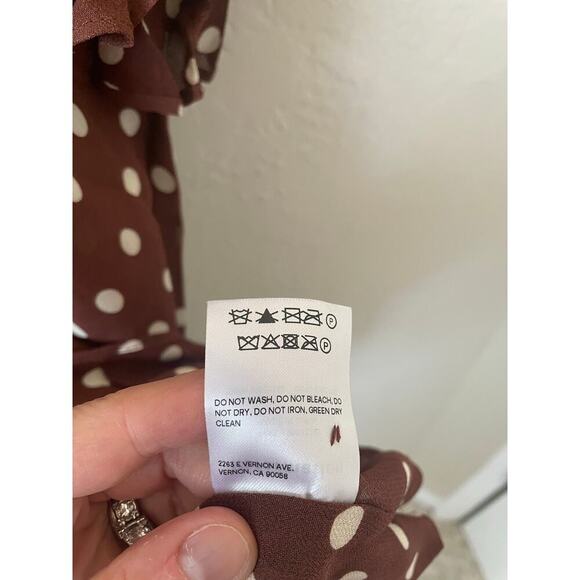 P
P
DO NOT WASH, DO NOT BLEACH, DO
NOT DRY, DO NOT IRON, GREEN DRY
CLEAN
2263 E VERNON AVE.
VERNON, CA 90058